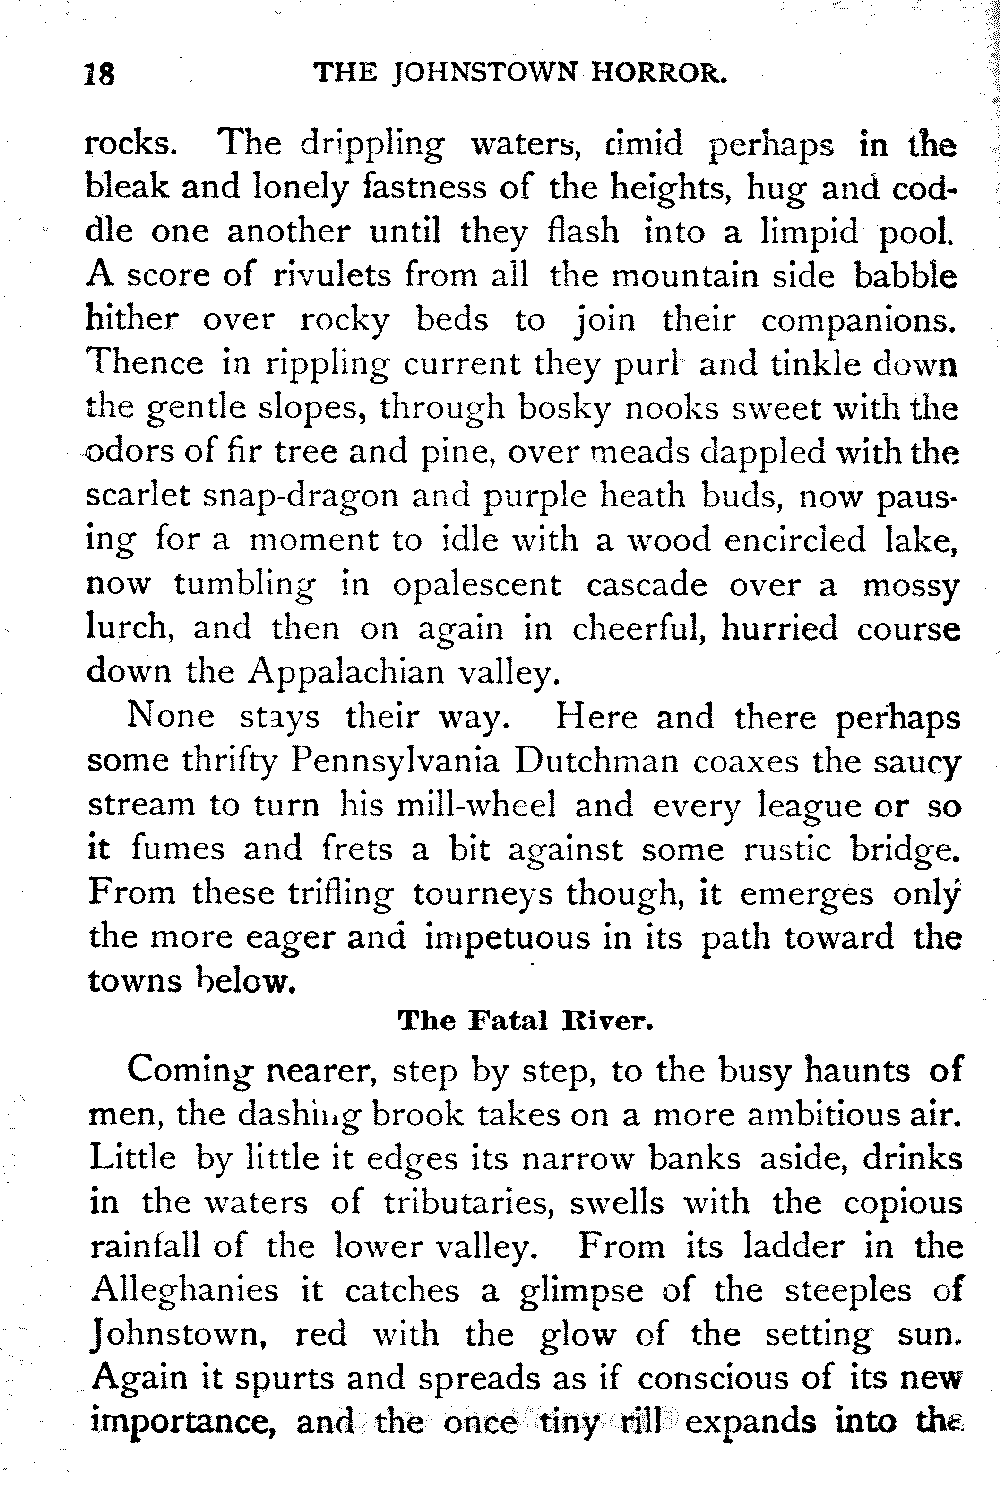 18 THE JOHNSTOWN HORROR.
rocks. The drippling waters, timid perhaps in the
bleak and lonely fastness of the heights, hug and cod-
dle one another until they flash into a limpid pool.
A score of rivulets from all the mountain side babble
hither over rocky beds to join their companions.
Thence in rippling current they purl and tinkle down
the gentle slopes, through bosky nooks sweet with the
odors of fir tree and pine, over meads dappled with the
scarlet snap-dragon and purple heath buds, now paus-
ing for a moment to idle with a wood encircled lake,
now tumbling in opalescent cascade over a mossy
lurch, and then on again in cheerful, hurried course
down the Appalachian valley.
None stays their way. Here and there perhaps
some thrifty Pennsylvania Dutchman coaxes the saucy
stream to turn his mill-wheel and every league or so
it fumes and frets a bit against some rustic bridge.
From these trifling tourneys though, it emerges only
the more eager and impetuous in its path toward the
towns below.
The Fatal River.
Coming nearer, step by step, to the busy haunts of
men, the dashing brook takes on a more ambitious air.
Little by little it edges its narrow banks aside, drinks
in the waters of tributaries, swells with the copious
rainfall of the lower valley. From its ladder in the
Alleghanies it catches a glimpse of the steeples of
Johnstown, red with the glow of the setting sun.
Again it spurts and spreads as if conscious of its new
importance, and the once tiny rill expands into the